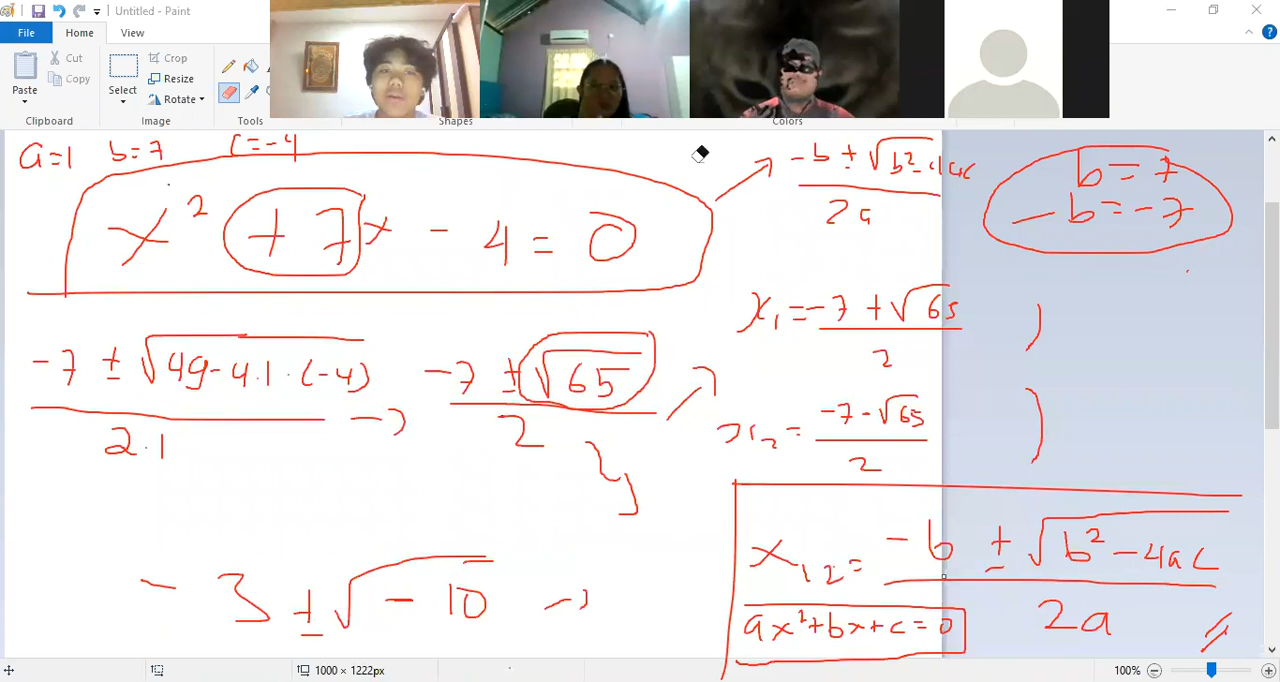 Untitled - Paint
File Home View
Paste
Cut
Copy
Clipboard
Select
Crop
Resize
Rotate
Image
Tools
Shapes
Colors
a=1 b=7 c=-4
x² + 7x - 4 = 0
-b ± √b²-4ac
2a
b = 7
-b = -7
-7 ± √49-4.1.(-4)
2.1
-7 ± √65
2
x₁ = -7 + √65
2
x₂ = -7 - √65
2
- 3 ± √-10
x₁₂ = -b ± √b² - 4ac
2a
ax²+bx+c=0
1000 × 1222px
100%